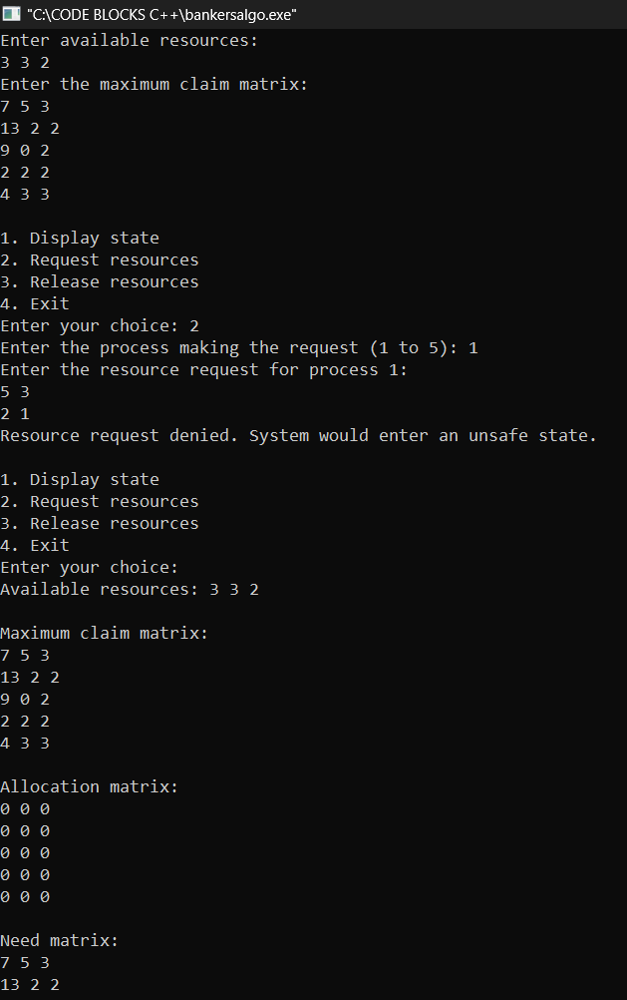 "C:\CODE BLOCKS C++\bankersalgo.exe"
Enter available resources:
3 3 2
Enter the maximum claim matrix:
7 5 3
13 2 2
9 0 2
2 2 2
4 3 3
1. Display state
2. Request resources
3. Release resources
4. Exit
Enter your choice: 2
Enter the process making the request (1 to 5): 1
Enter the resource request for process 1:
5 3
2 1
Resource request denied. System would enter an unsafe state.
1. Display state
2. Request resources
3. Release resources
4. Exit
Enter your choice:
Available resources: 3 3 2
Maximum claim matrix:
7 5 3
13 2 2
9 0 2
2 2 2
4 3 3
Allocation matrix:
0 0 0
0 0 0
0 0 0
0 0 0
0 0 0
Need matrix:
7 5 3
13 2 2